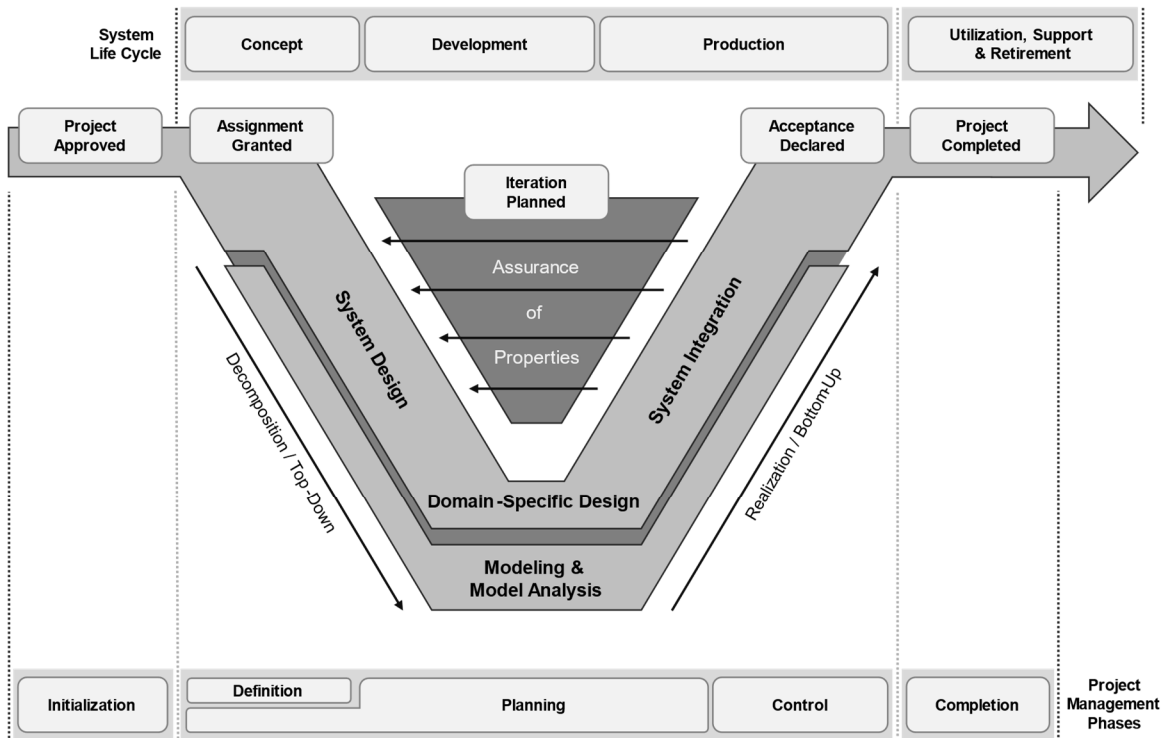 System
Life Cycle
Concept
Development
Production
Utilization, Support
& Retirement
Project
Approved
Assignment
Granted
Acceptance
Declared
Project
Completed
Iteration
Planned
Assurance
of
Properties
System Design
System Integration
Decomposition / Top-Down
Realization / Bottom-Up
Domain-Specific Design
Modeling &
Model Analysis
Initialization
Definition
Planning
Control
Completion
Project
Management
Phases